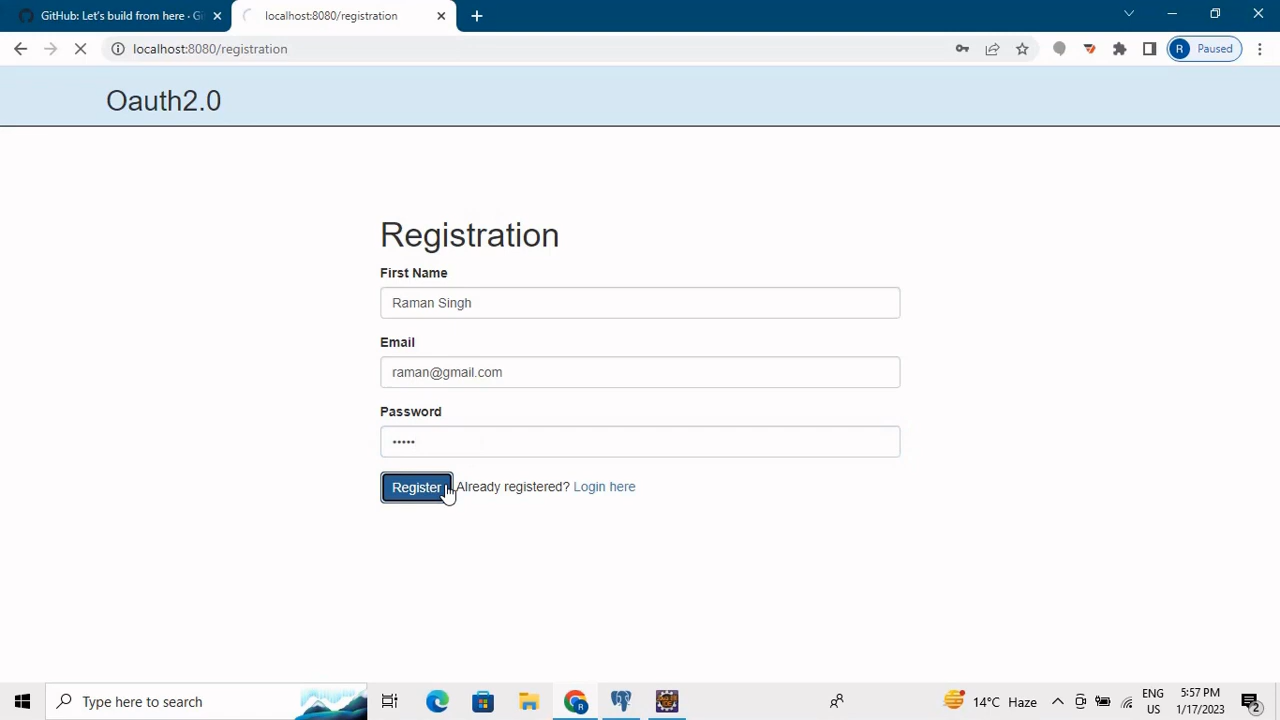 GitHub: Let's build from here · Gi
localhost:8080/registration
localhost:8080/registration
R Paused
Oauth2.0
Registration
First Name
Raman Singh
Email
raman@gmail.com
Password
•••••
Register Already registered? Login here
Type here to search
R
14°C Haze
ENG
US
5:57 PM
1/17/2023
2